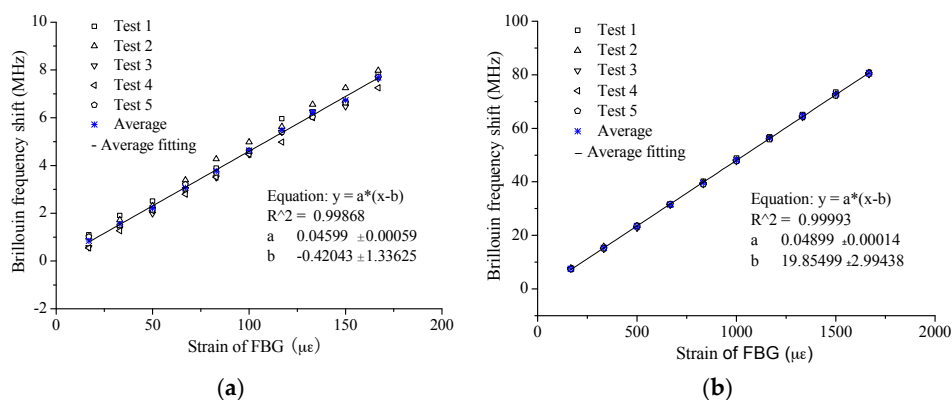 10
8
6
4
2
0
-2
Brillouin frequency shift (MHz)
Test 1
Test 2
Test 3
Test 4
Test 5
Average
- Average fitting
Equation: y = a*(x-b)
R^2 = 0.99868
a 0.04599 ±0.00059
b -0.42043 ±1.33625
0 50 100 150 200
Strain of FBG (με)
(a)
100
80
60
40
20
0
Brillouin frequency shift (MHz)
Test 1
Test 2
Test 3
Test 4
Test 5
Average
– Average fitting
Equation: y = a*(x-b)
R^2 = 0.99993
a 0.04899 ±0.00014
b 19.85499 ±2.99438
0 500 1000 1500 2000
Strain of FBG (με)
(b)